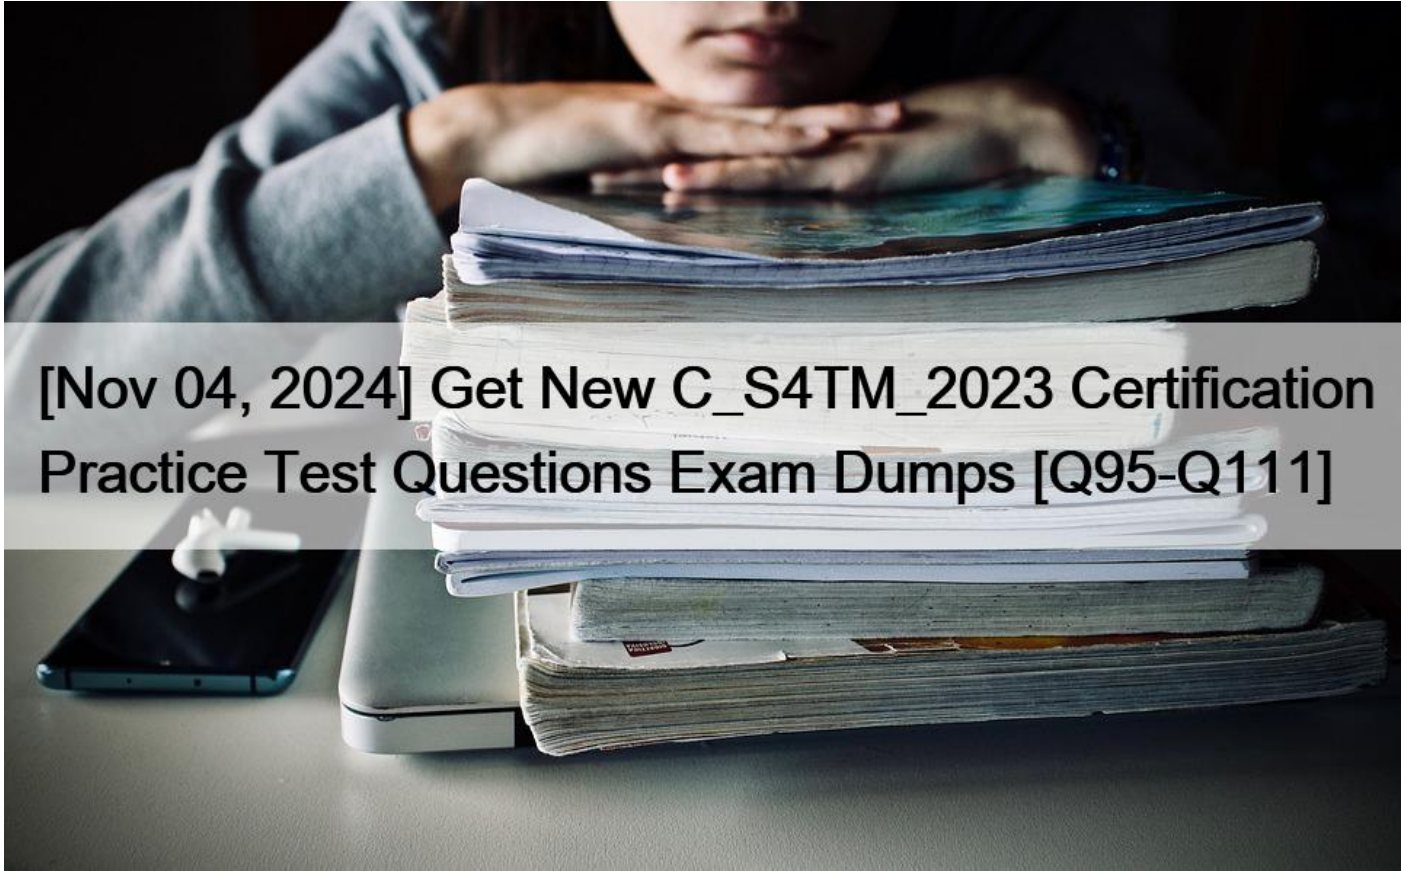 [Nov 04, 2024] Get New C_S4TM_2023 Certification
Practice Test Questions Exam Dumps [Q95-Q111]